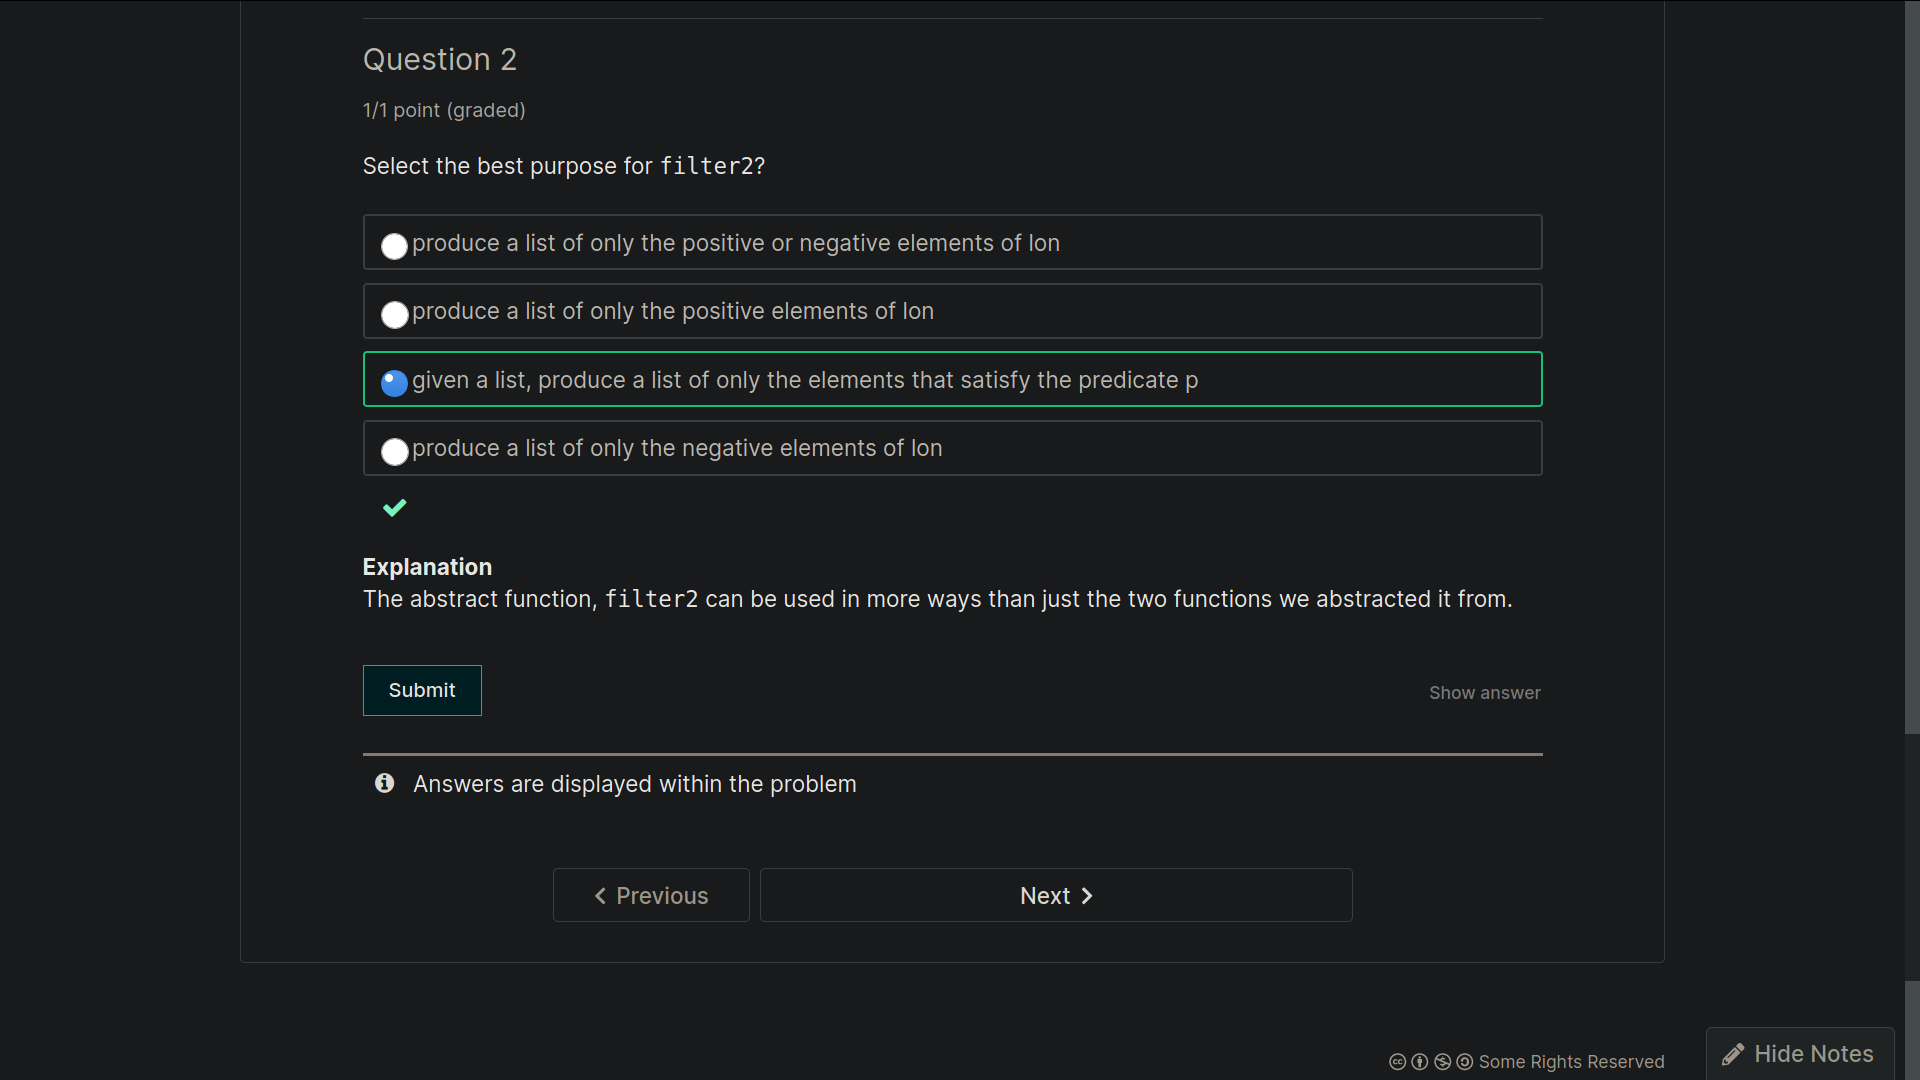 Question 2
1/1 point (graded)
Select the best purpose for filter2?
produce a list of only the positive or negative elements of lon
produce a list of only the positive elements of lon
given a list, produce a list of only the elements that satisfy the predicate p
produce a list of only the negative elements of lon
Explanation
The abstract function, filter2 can be used in more ways than just the two functions we abstracted it from.
Submit
Show answer
Answers are displayed within the problem
Previous
Next
Some Rights Reserved
Hide Notes